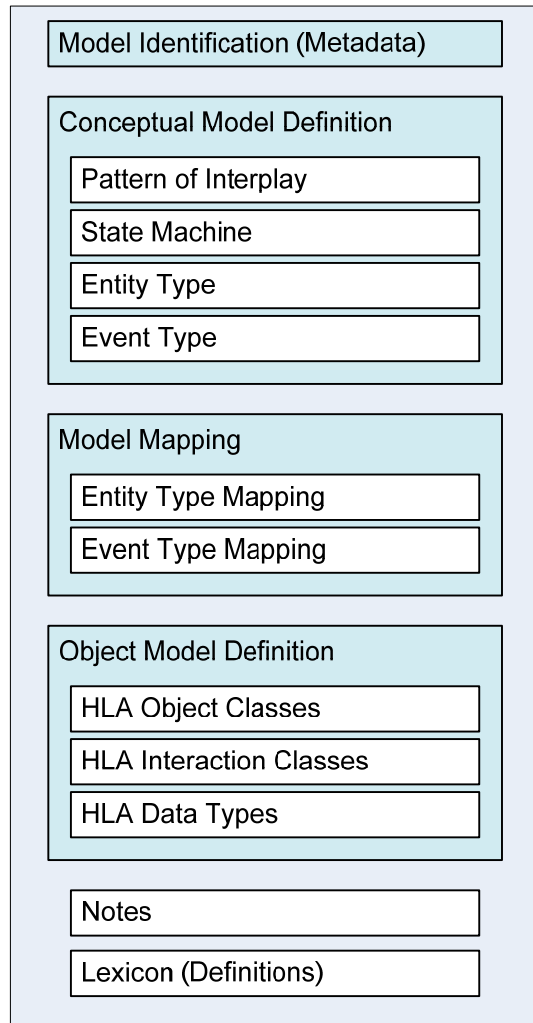 Model Identification (Metadata)
Conceptual Model Definition
Pattern of Interplay
State Machine
Entity Type
Event Type
Model Mapping
Entity Type Mapping
Event Type Mapping
Object Model Definition
HLA Object Classes
HLA Interaction Classes
HLA Data Types
Notes
Lexicon (Definitions)